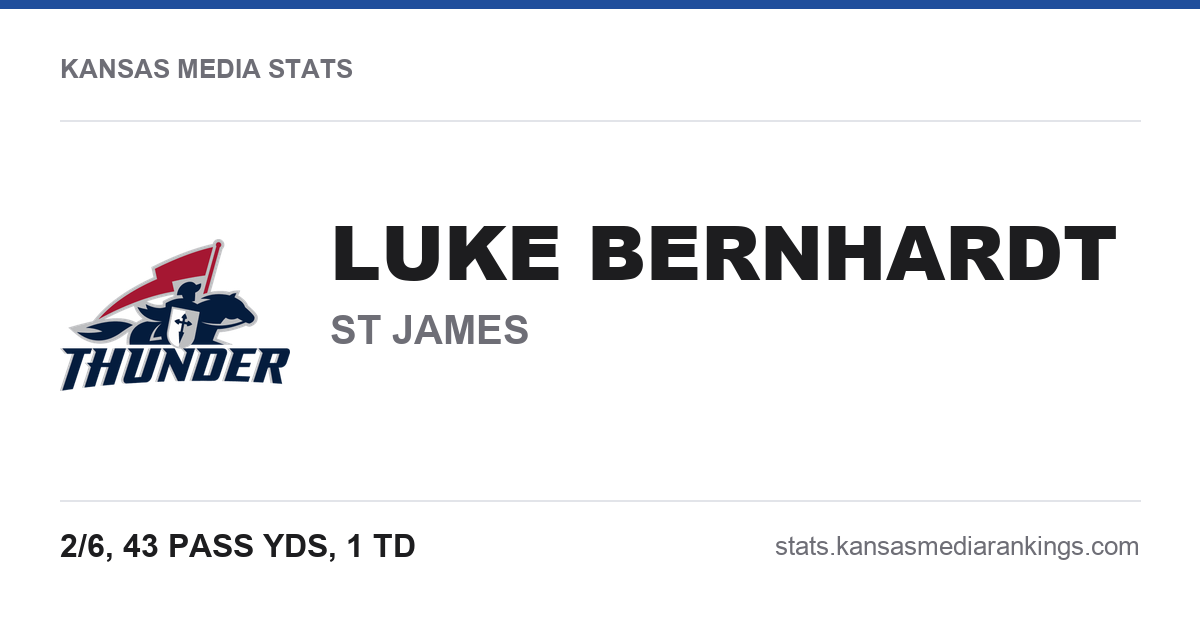 KANSAS MEDIA STATS
LUKE BERNHARDT
ST JAMES
THUNDER
2/6, 43 PASS YDS, 1 TD
stats.kansasmediarankings.com